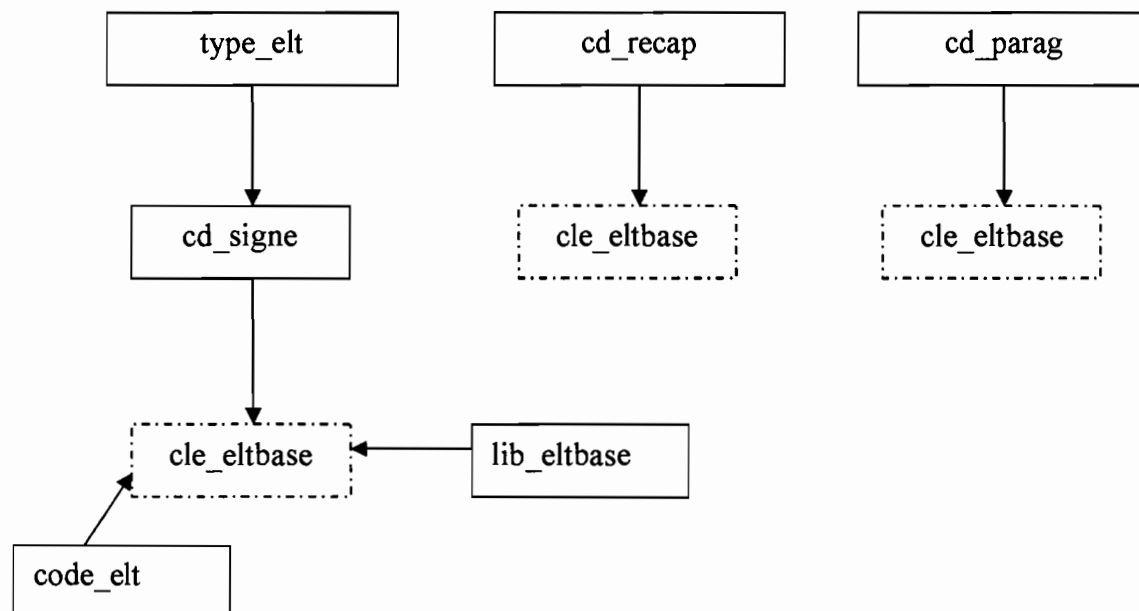 type_elt
cd_recap
cd_parag
cd_signe
cle_eltbase
cle_eltbase
cle_eltbase
lib_eltbase
code_elt